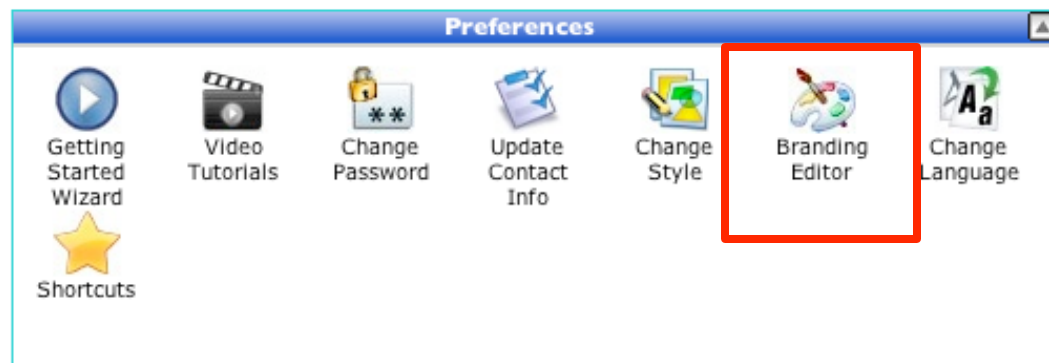 Preferences
Getting Started Wizard
Video Tutorials
Change Password
Update Contact Info
Change Style
Branding Editor
Change Language
Shortcuts